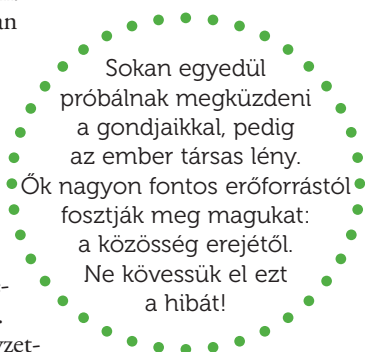 Sokan egyedül
próbálnak megküzdeni
a gondjaikkal, pedig
az ember társas lény.
Ők nagyon fontos erőforrástól
fosztják meg magukat:
a közösség erejétől.
Ne kövessük el ezt
a hibát!